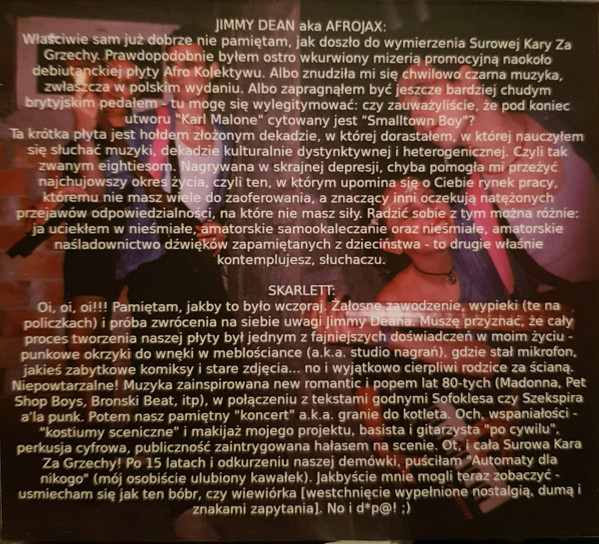 JIMMY DEAN aka AFROJAX:
Właściwie sam już dobrze nie pamiętam, jak doszło do wymierzenia Surowej Kary Za
Grzechy. Prawdopodobnie byłem ostro wkurwiony mizerią promocyjną naokoło
debiutanckiej płyty Afro Kolektywu. Albo znudziła mi się chwilowo czarna muzyka,
zwłaszcza w polskim wydaniu. Albo zapragnąłem być jeszcze bardziej chudym
brytyjskim pedałem - tu mogę się wylegitymować: czy zauważyliście, że pod koniec
utworu "Karl Malone" cytowany jest "Smalltown Boy"?
Ta krótka płyta jest hołdem złożonym dekadzie, w której dorastałem, w której nauczyłem
się słuchać muzyki, dekadzie kulturalnie dystynktywnej i heterogenicznej. Czyli tak
zwanym eightiesom. Nagrywana w skrajnej depresji, chyba pomogła mi przeżyć
najchujowszy okres życia, czyli ten, w którym upomina się o Ciebie rynek pracy,
któremu nie masz wiele do zaoferowania, a znaczący inni oczekują natężonych
przejawów odpowiedzialności, na które nie masz siły. Radzić sobie z tym można różnie:
ja uciekłem w nieśmiałe, amatorskie samookaleczanie oraz nieśmiałe, amatorskie
naśladownictwo dźwięków zapamiętanych z dzieciństwa - to drugie właśnie
kontemplujesz, słuchaczu.
SKARLETT:
Oi, oi, oi!!! Pamiętam, jakby to było wczoraj. Żałosne zawodzenie, wypieki (te na
policzkach) i próba zwrócenia na siebie uwagi Jimmy Deana. Muszę przyznać, że cały
proces tworzenia naszej płyty był jednym z fajniejszych doświadczeń w moim życiu -
punkowe okrzyki do wnęki w meblościance (a.k.a. studio nagrań), gdzie stał mikrofon,
jakieś zabytkowe komiksy i stare zdjęcia... no i wyjątkowo cierpliwi rodzice za ścianą.
Niepowtarzalne! Muzyka zainspirowana new romantic i popem lat 80-tych (Madonna, Pet
Shop Boys, Bronski Beat, itp), w połączeniu z tekstami godnymi Sofoklesa czy Szekspira
a'la punk. Potem nasz pamiętny "koncert" a.k.a. granie do kotleta. Och, wspaniałości -
"kostiumy sceniczne" i makijaż mojego projektu, basista i gitarzysta "po cywilu",
perkusja cyfrowa, publiczność zaintrygowana hałasem na scenie. Ot, i cała Surowa Kara
Za Grzechy! Po 15 latach i odkurzeniu naszej demówki, puściłam "Automaty dla
nikogo" (mój osobiście ulubiony kawałek). Jakbyście mnie mogli teraz zobaczyć -
usmiecham się jak ten bóbr, czy wiewiórka [westchnięcie wypełnione nostalgią, dumą i
znakami zapytania]. No i d*p@! ;)